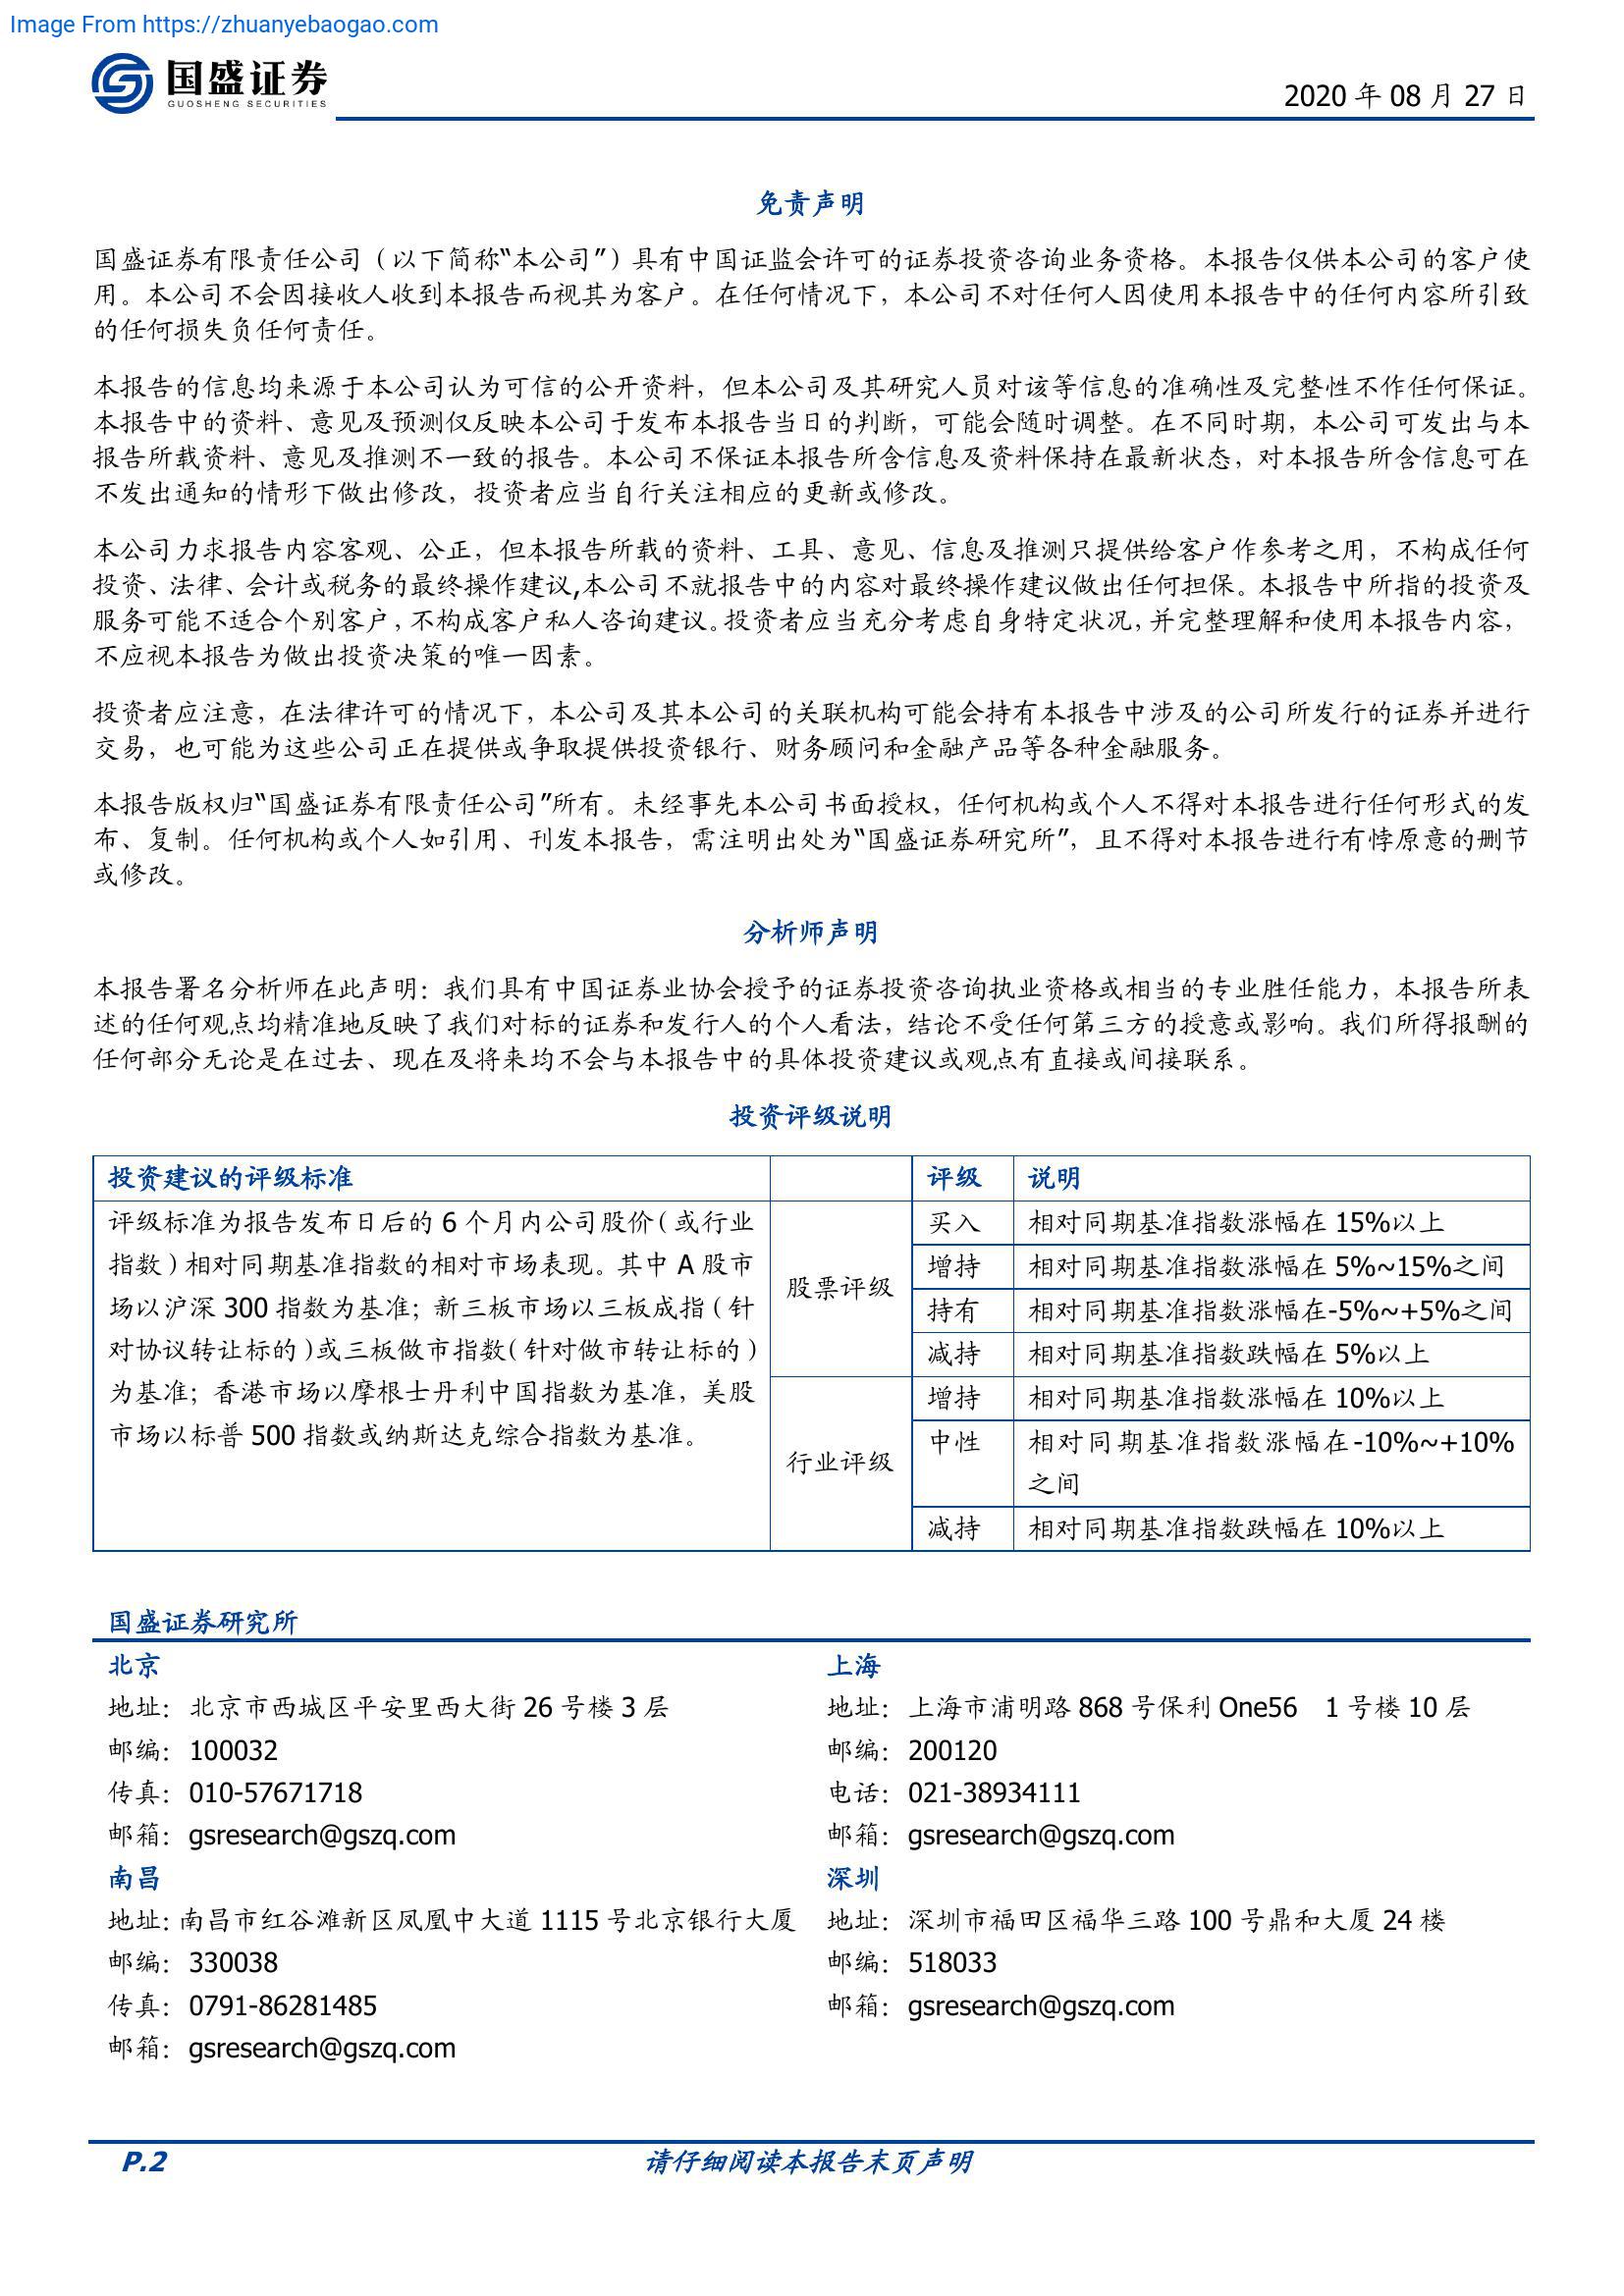 Image From https://zhuanyebaogao.com
国盛证券
GUOSHENG SECURITIES
2020 年 08 月 27 日
免责声明
国盛证券有限责任公司（以下简称“本公司”）具有中国证监会许可的证券投资咨询业务资格。本报告仅供本公司的客户使
用。本公司不会因接收人收到本报告而视其为客户。在任何情况下，本公司不对任何人因使用本报告中的任何内容所引致
的任何损失负任何责任。
本报告的信息均来源于本公司认为可信的公开资料，但本公司及其研究人员对该等信息的准确性及完整性不作任何保证。
本报告中的资料、意见及预测仅反映本公司于发布本报告当日的判断，可能会随时调整。在不同时期，本公司可发出与本
报告所载资料、意见及推测不一致的报告。本公司不保证本报告所含信息及资料保持在最新状态，对本报告所含信息可在
不发出通知的情形下做出修改，投资者应当自行关注相应的更新或修改。
本公司力求报告内容客观、公正，但本报告所载的资料、工具、意见、信息及推测只提供给客户作参考之用，不构成任何
投资、法律、会计或税务的最终操作建议,本公司不就报告中的内容对最终操作建议做出任何担保。本报告中所指的投资及
服务可能不适合个别客户，不构成客户私人咨询建议。投资者应当充分考虑自身特定状况，并完整理解和使用本报告内容，
不应视本报告为做出投资决策的唯一因素。
投资者应注意，在法律许可的情况下，本公司及其本公司的关联机构可能会持有本报告中涉及的公司所发行的证券并进行
交易，也可能为这些公司正在提供或争取提供投资银行、财务顾问和金融产品等各种金融服务。
本报告版权归“国盛证券有限责任公司”所有。未经事先本公司书面授权，任何机构或个人不得对本报告进行任何形式的发
布、复制。任何机构或个人如引用、刊发本报告，需注明出处为“国盛证券研究所”，且不得对本报告进行有悖原意的删节
或修改。
分析师声明
本报告署名分析师在此声明：我们具有中国证券业协会授予的证券投资咨询执业资格或相当的专业胜任能力，本报告所表
述的任何观点均精准地反映了我们对标的证券和发行人的个人看法，结论不受任何第三方的授意或影响。我们所得报酬的
任何部分无论是在过去、现在及将来均不会与本报告中的具体投资建议或观点有直接或间接联系。
投资评级说明
投资建议的评级标准 评级 说明
评级标准为报告发布日后的 6 个月内公司股价（或行业
指数）相对同期基准指数的相对市场表现。其中 A 股市
场以沪深 300 指数为基准；新三板市场以三板成指（针
对协议转让标的）或三板做市指数（针对做市转让标的）
为基准；香港市场以摩根士丹利中国指数为基准，美股
市场以标普 500 指数或纳斯达克综合指数为基准。
股票评级
买入 相对同期基准指数涨幅在 15%以上
增持 相对同期基准指数涨幅在 5%~15%之间
持有 相对同期基准指数涨幅在-5%~+5%之间
减持 相对同期基准指数跌幅在 5%以上
行业评级
增持 相对同期基准指数涨幅在 10%以上
中性 相对同期基准指数涨幅在-10%~+10%
之间
减持 相对同期基准指数跌幅在 10%以上
国盛证券研究所
北京
地址：北京市西城区平安里西大街 26 号楼 3 层
邮编：100032
传真：010-57671718
邮箱：gsresearch@gszq.com
上海
地址：上海市浦明路 868 号保利 One56 1 号楼 10 层
邮编：200120
电话：021-38934111
邮箱：gsresearch@gszq.com
南昌
地址：南昌市红谷滩新区凤凰中大道 1115 号北京银行大厦
邮编：330038
传真：0791-86281485
邮箱：gsresearch@gszq.com
深圳
地址：深圳市福田区福华三路 100 号鼎和大厦 24 楼
邮编：518033
邮箱：gsresearch@gszq.com
P.2
请仔细阅读本报告末页声明